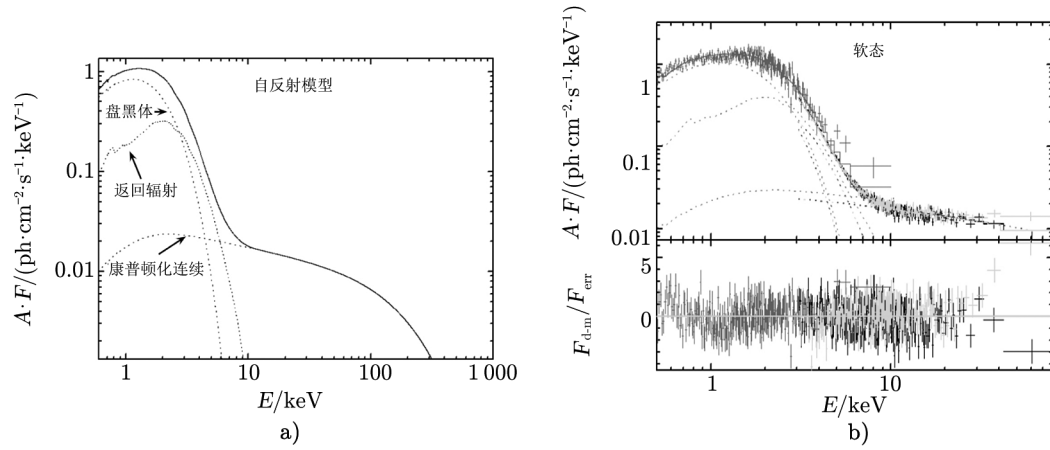 自反射模型
盘黑体
返回辐射
康普顿化连续
1
0.1
0.01
A·F/(ph·cm⁻²·s⁻¹·keV⁻¹)
1
10
100
1 000
E/keV
a)
软态
1
0.1
0.01
A·F/(ph·cm⁻²·s⁻¹·keV⁻¹)
5
0
F_d-m/F_err
1
10
E/keV
b)